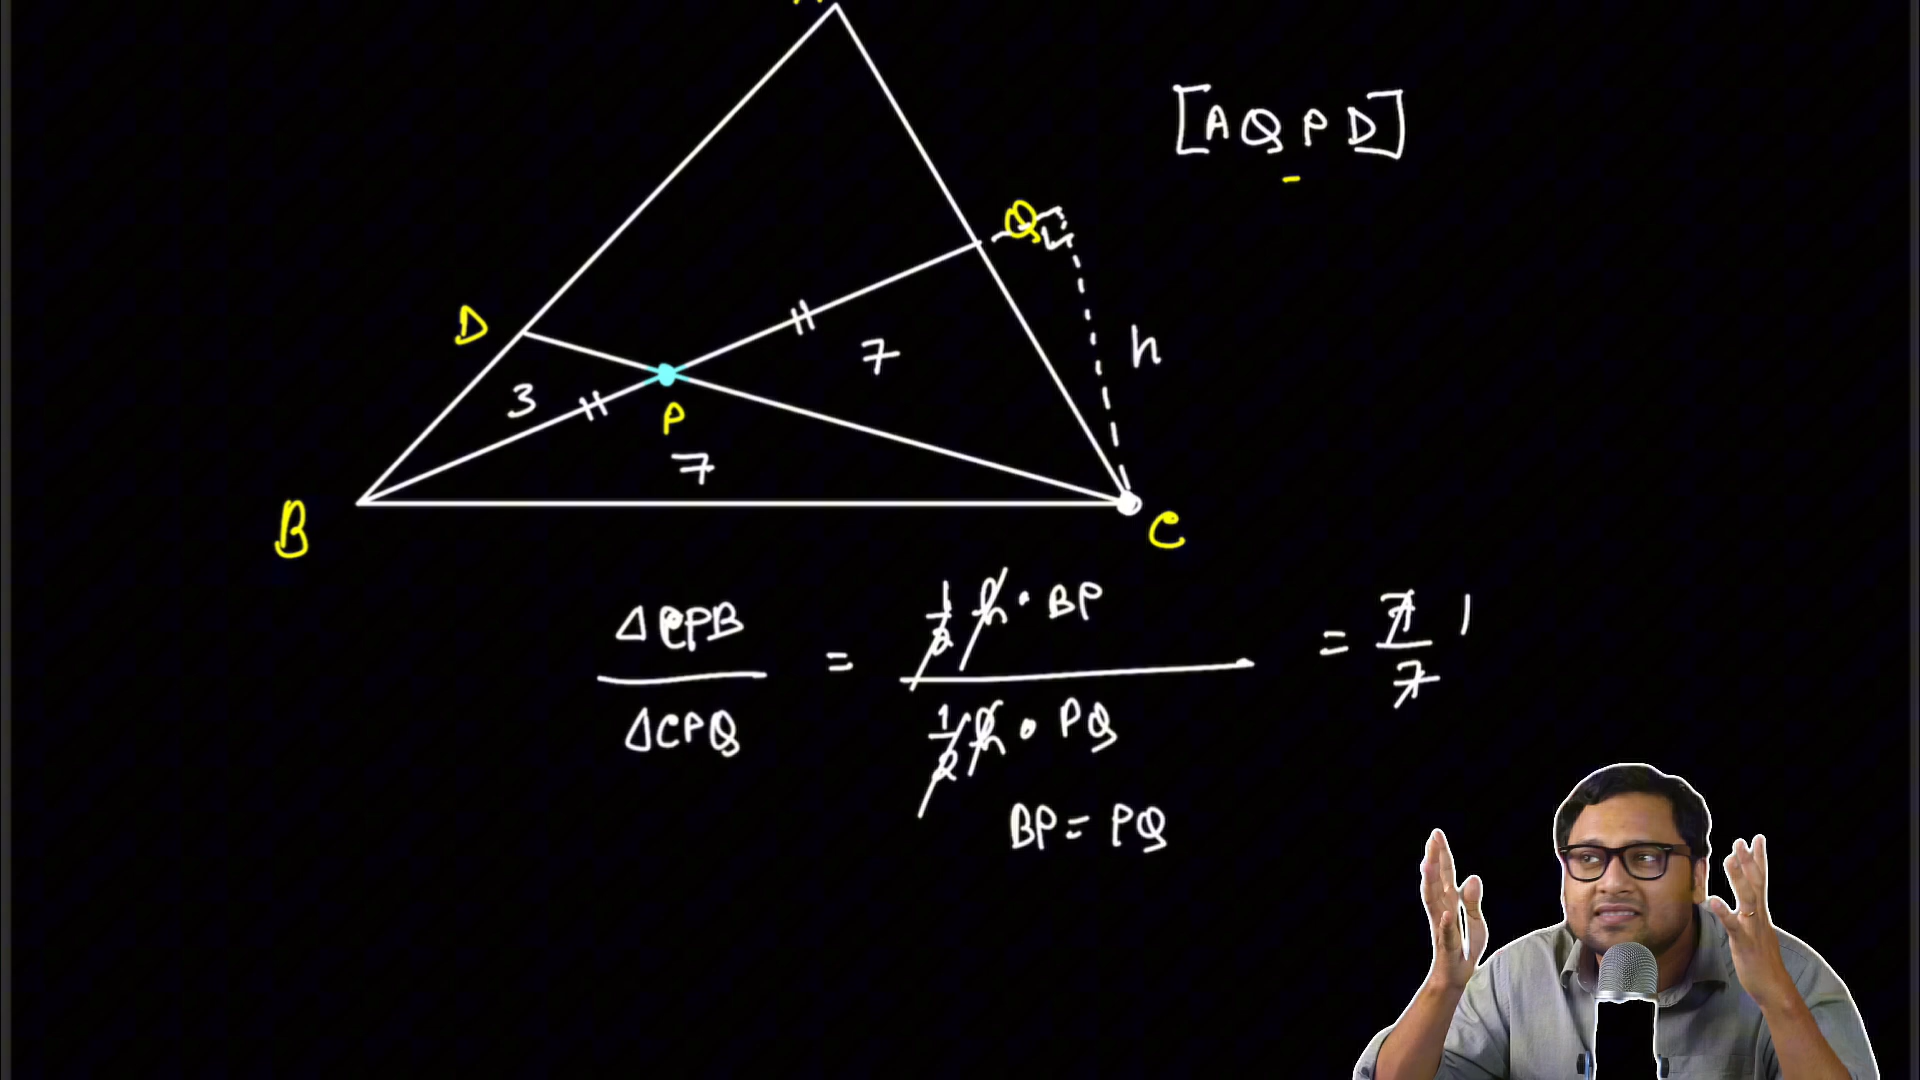 A
[AQPD]
Q
D
h
7
3
P
7
B
C
ΔCPB / ΔCPQ = 1/2 h · BP / 1/2 h · PQ = 7/7 1
BP = PQ